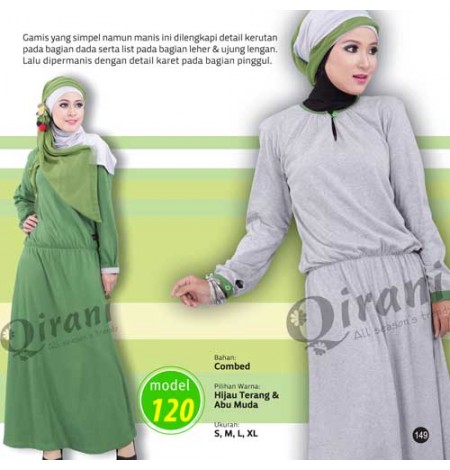 Gamis yang simpel namun manis ini dilengkapi detail kerutan
pada bagian dada serta list pada bagian leher & ujung lengan.
Lalu dipermanis dengan detail karet pada bagian pinggul.
Qirani
All season's trendy
Qirani
All season's trendy
model
120
Bahan:
Combed
Pilihan Warna:
Hijau Terang &
Abu Muda
Ukuran:
S, M, L, XL
149